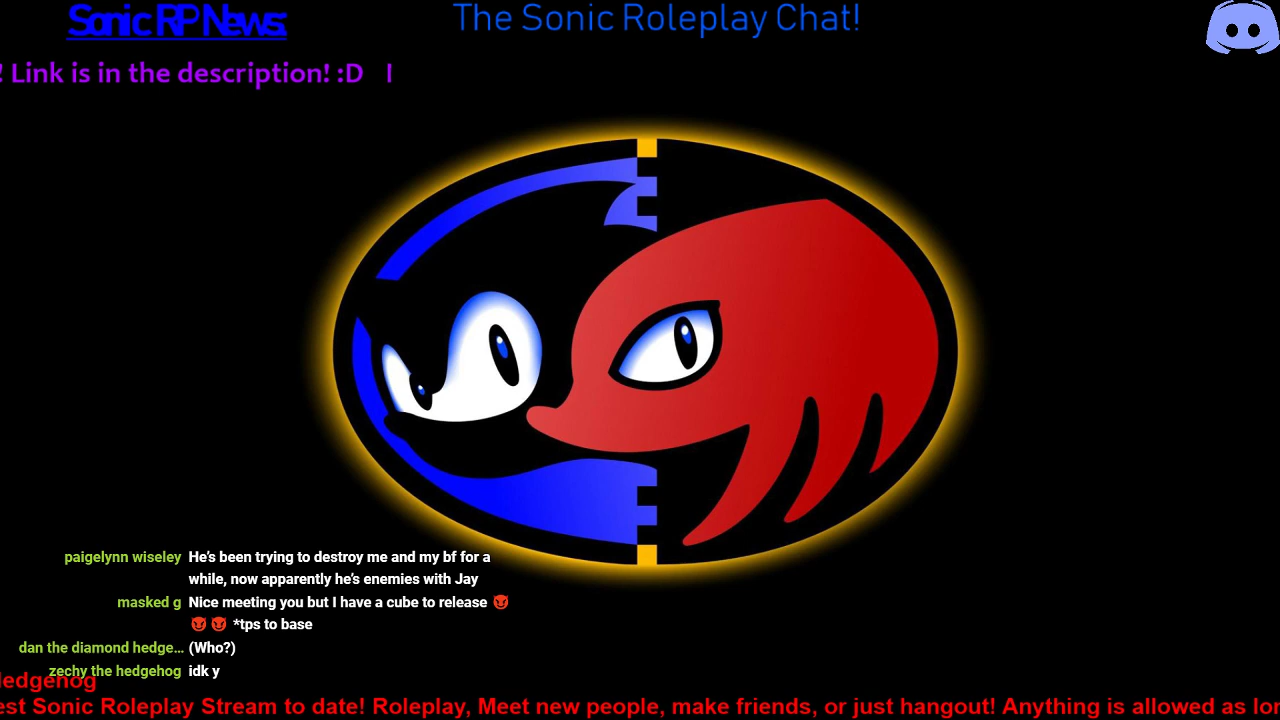 Sonic RP News:
The Sonic Roleplay Chat!
! Link is in the description! :D
paigelynn wiseley He's been trying to destroy me and my bf for a
while, now apparently he's enemies with Jay
masked g Nice meeting you but I have a cube to release 😈
😈 😈 *tps to base
dan the diamond hedge… (Who?)
zechy the hedgehog idk y
ledgehog
est Sonic Roleplay Stream to date! Roleplay, Meet new people, make friends, or just hangout! Anything is allowed as lon